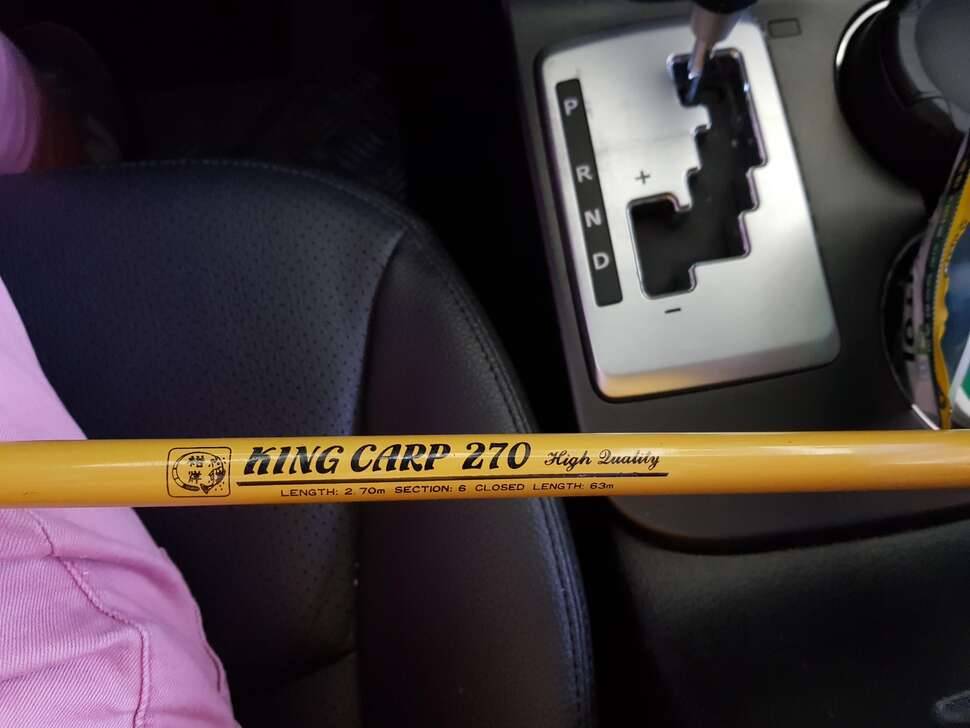 P
R
N
D
+
-
KING CARP 270 High Quality
LENGTH: 2.70m SECTION: 6 CLOSED LENGTH: 63m